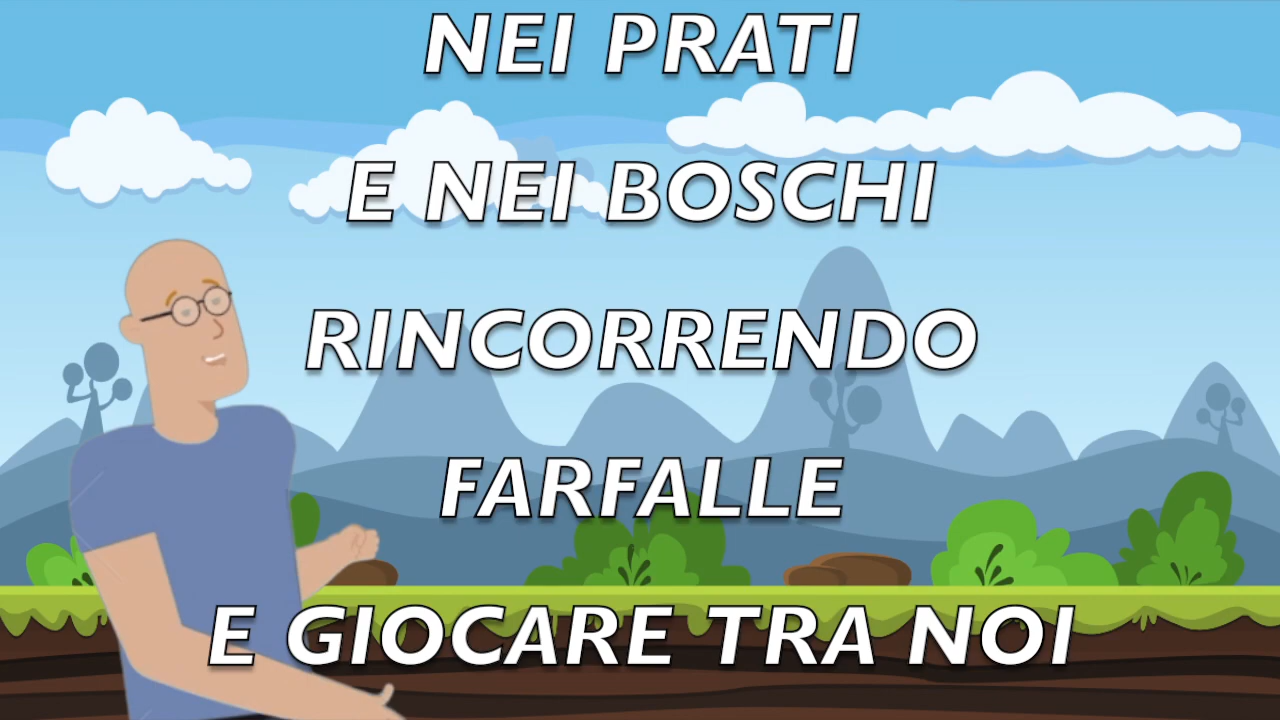 NEI PRATI
E NEI BOSCHI
RINCORRENDO
FARFALLE
E GIOCARE TRA NOI